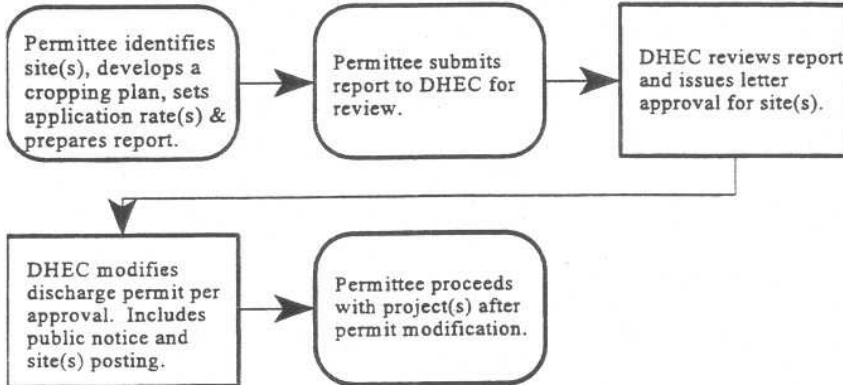 Permittee identifies
site(s), develops a
cropping plan, sets
application rate(s) &
prepares report.
Permittee submits
report to DHEC for
review.
DHEC reviews report
and issues letter
approval for site(s).
DHEC modifies
discharge permit per
approval. Includes
public notice and
site(s) posting.
Permittee proceeds
with project(s) after
permit modification.